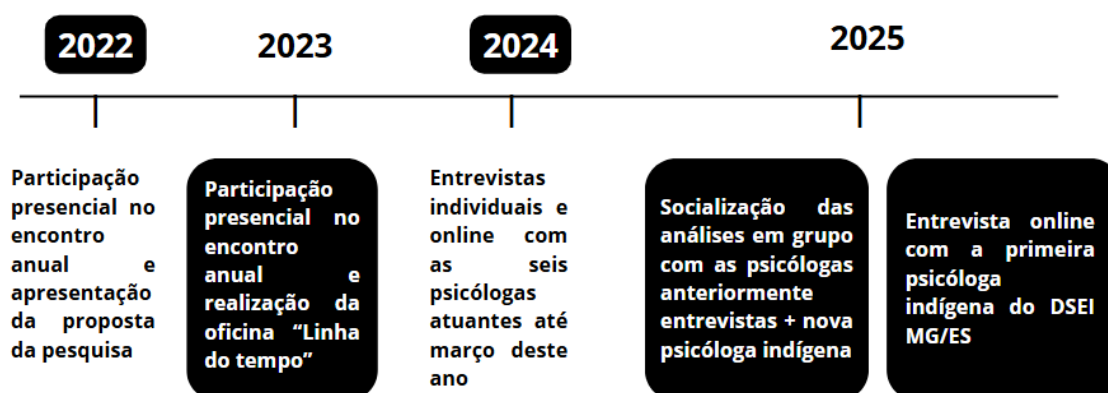 2022
2023
2024
2025
Participação
presencial no
encontro
anual e
apresentação
da proposta
da pesquisa
Participação
presencial no
encontro
anual e
realização da
oficina “Linha
do tempo”
Entrevistas
individuais e
online com
as seis
psicólogas
atuantes até
março deste
ano
Socialização das
análises em grupo
com as psicólogas
anteriormente
entrevistas + nova
psicóloga indígena
Entrevista online
com a primeira
psicóloga
indígena do DSEI
MG/ES